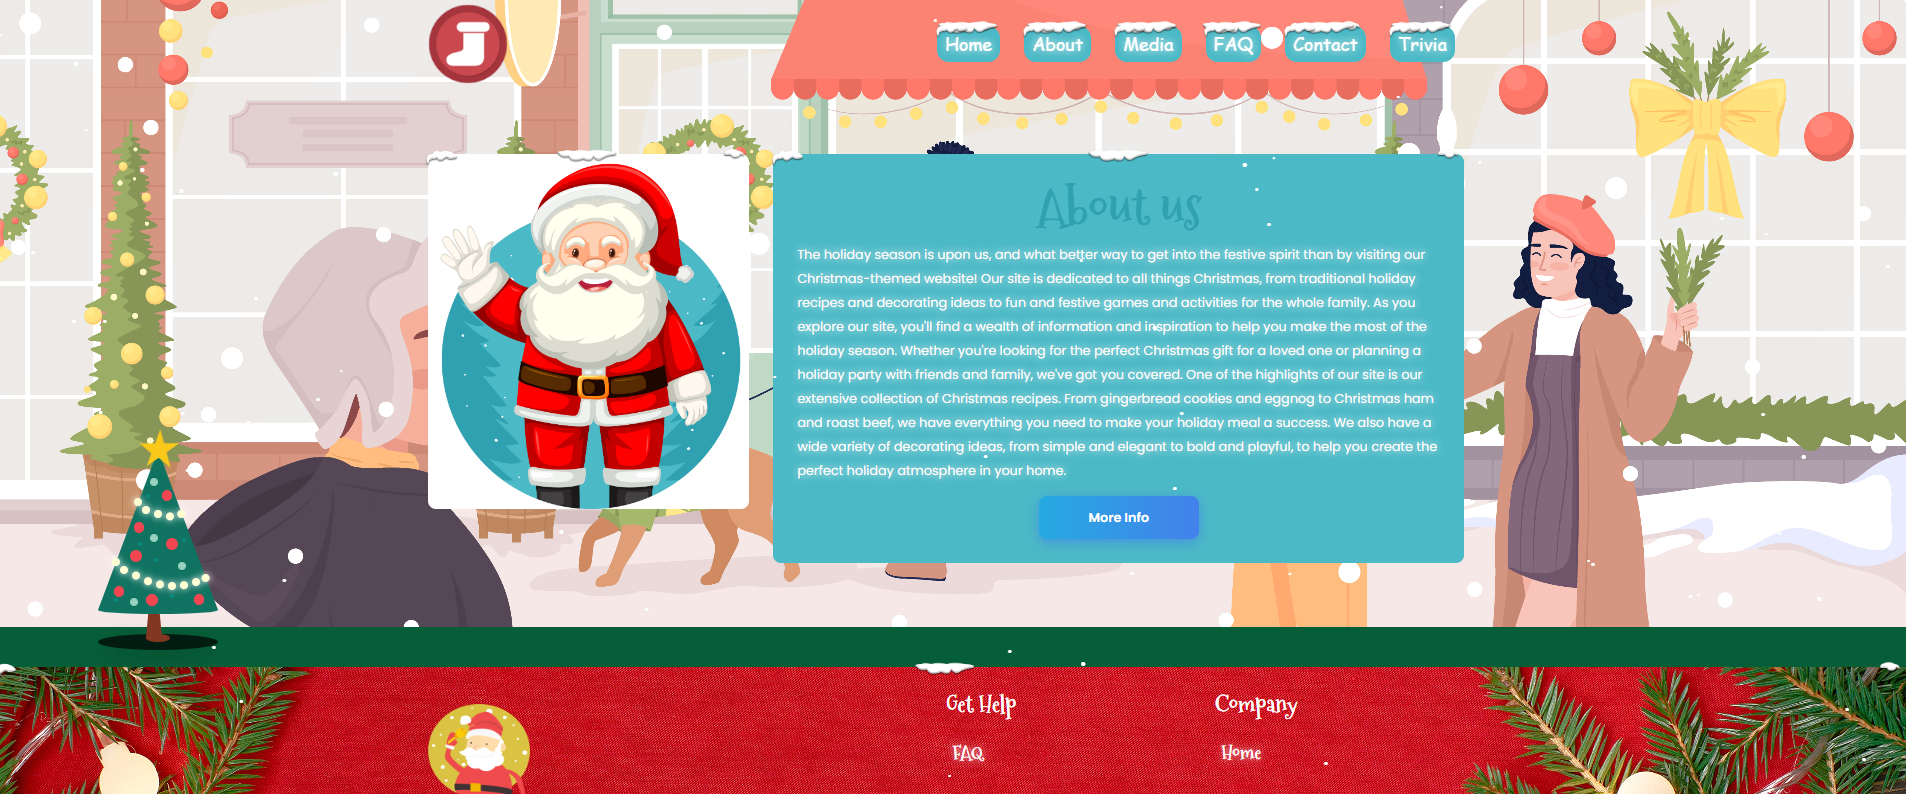 Home About Media FAQ Contact Trivia
About us
The holiday season is upon us, and what better way to get into the festive spirit than by visiting our
Christmas-themed website! Our site is dedicated to all things Christmas, from traditional holiday
recipes and decorating ideas to fun and festive games and activities for the whole family. As you
explore our site, you'll find a wealth of information and inspiration to help you make the most of the
holiday season. Whether you're looking for the perfect Christmas gift for a loved one or planning a
holiday party with friends and family, we've got you covered. One of the highlights of our site is our
extensive collection of Christmas recipes. From gingerbread cookies and eggnog to Christmas ham
and roast beef, we have everything you need to make your holiday meal a success. We also have a
wide variety of decorating ideas, from simple and elegant to bold and playful, to help you create the
perfect holiday atmosphere in your home.
More Info
Get Help
FAQ
Company
Home